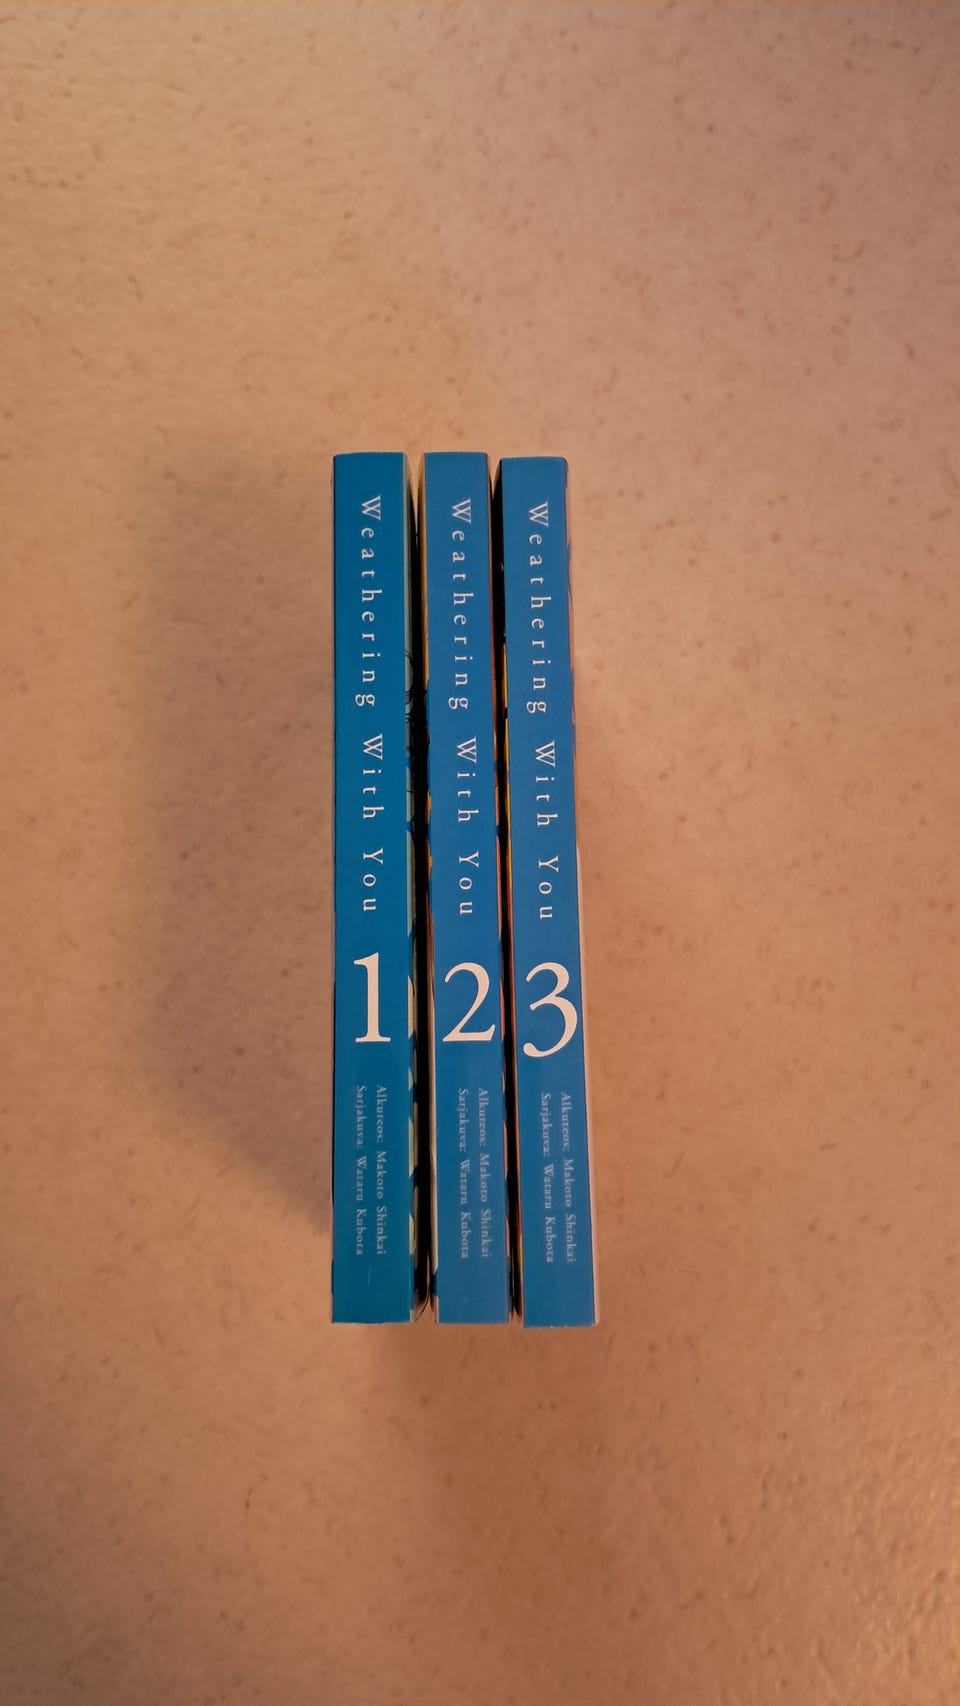 Weathering With You
1
Alkuteos: Makoto Shinkai
Sarjakuva: Wataru Kubota
Weathering With You
2
Alkuteos: Makoto Shinkai
Sarjakuva: Wataru Kubota
Weathering With You
3
Alkuteos: Makoto Shinkai
Sarjakuva: Wataru Kubota